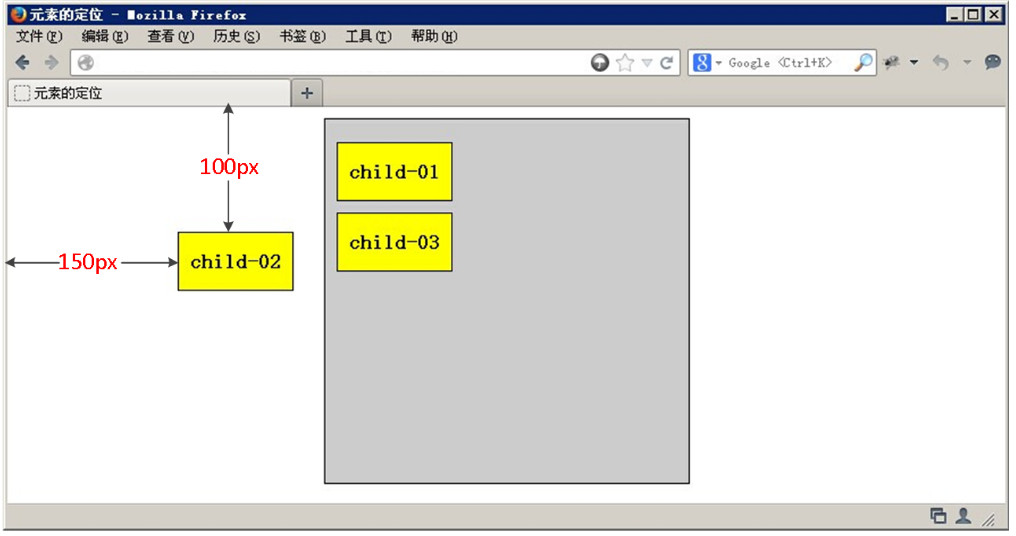 元素的定位 - Mozilla Firefox
文件(F) 编辑(E) 查看(V) 历史(S) 书签(B) 工具(T) 帮助(H)
8 Google <Ctrl+K>
元素的定位 +
100px
child-01
child-03
150px
child-02